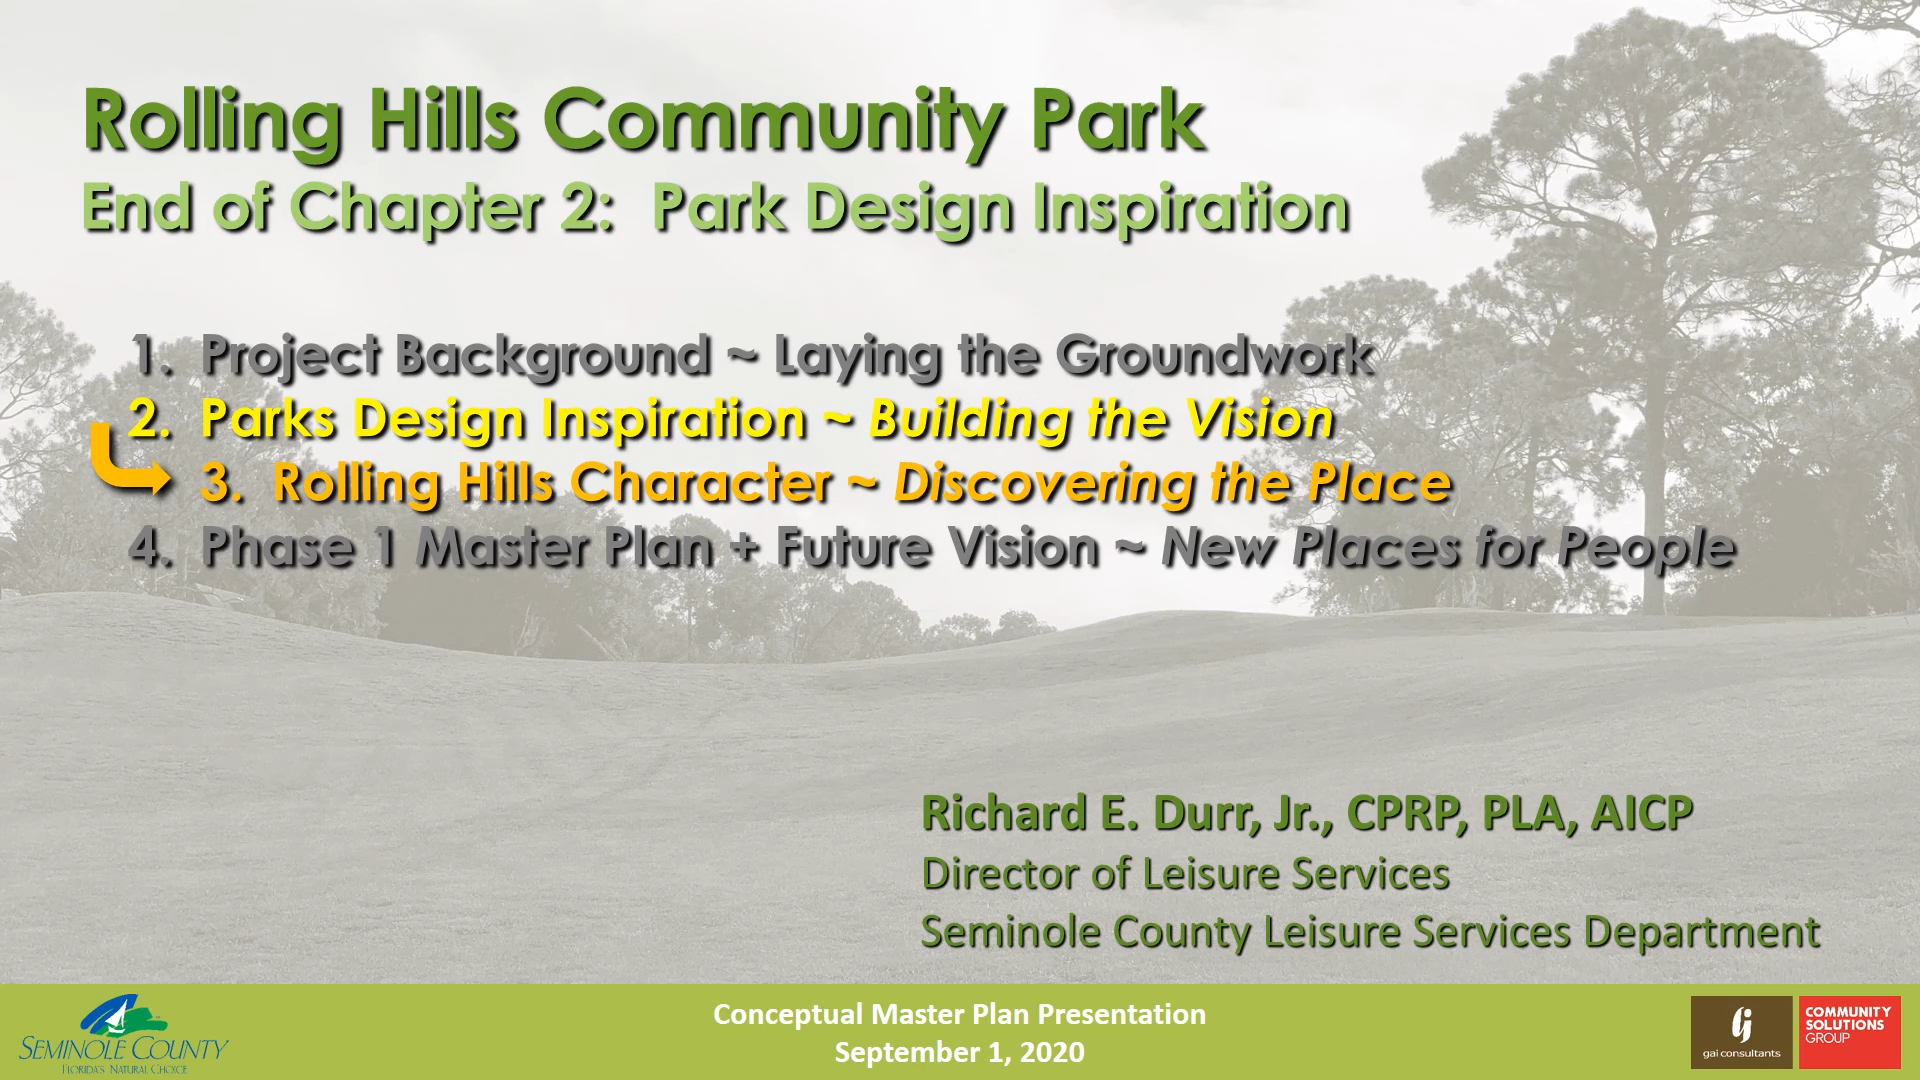 Rolling Hills Community Park
End of Chapter 2: Park Design Inspiration
1. Project Background ~ Laying the Groundwork
2. Parks Design Inspiration ~ Building the Vision
3. Rolling Hills Character ~ Discovering the Place
4. Phase 1 Master Plan + Future Vision ~ New Places for People
Richard E. Durr, Jr., CPRP, PLA, AICP
Director of Leisure Services
Seminole County Leisure Services Department
SEMINOLE COUNTY
FLORIDA'S NATURAL CHOICE
Conceptual Master Plan Presentation
September 1, 2020
gai consultants
COMMUNITY
SOLUTIONS
GROUP